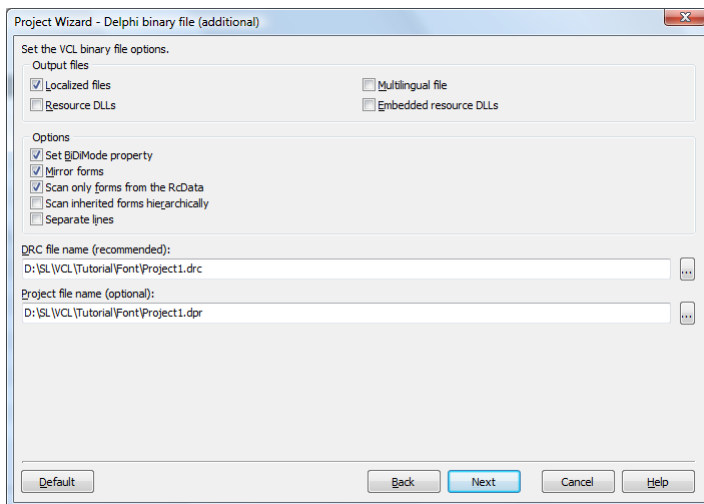 Project Wizard - Delphi binary file (additional)
Set the VCL binary file options.
Output files
Localized files
Multilingual file
Resource DLLs
Embedded resource DLLs
Options
Set BiDiMode property
Mirror forms
Scan only forms from the RcData
Scan inherited forms hierarchically
Separate lines
DRC file name (recommended):
D:\SL\VCL\Tutorial\Font\Project1.drc
...
Project file name (optional):
D:\SL\VCL\Tutorial\Font\Project1.dpr
...
Default Back Next Cancel Help